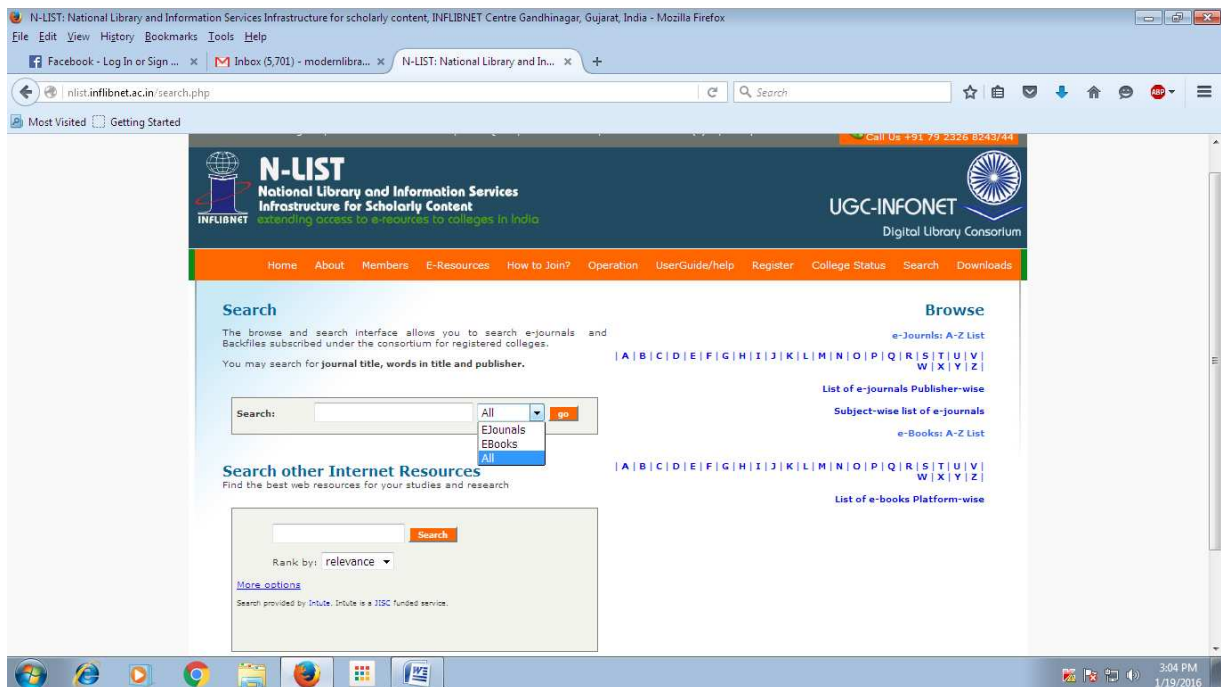 N-LIST: National Library and Information Services Infrastructure for scholarly content, INFLIBNET Centre Gandhinagar, Gujarat, India - Mozilla Firefox
File Edit View History Bookmarks Tools Help
Facebook - Log In or Sign ... × Inbox (5,701) - modernlibra... × N-LIST: National Library and In... × +
nlist.inflibnet.ac.in/search.php
Search
ABP
Most Visited Getting Started
Call Us +91 79 2326 8243/44
INFLIBNET
N-LIST
National Library and Information Services
Infrastructure for Scholarly Content
extending access to e-reources to colleges in India
UGC-INFONET
Digital Library Consortium
Home About Members E-Resources How to Join? Operation UserGuide/help Register College Status Search Downloads
Search
The browse and search interface allows you to search e-journals and
Backfiles subscribed under the consortium for registered colleges.
You may search for journal title, words in title and publisher.
Search: All go
EJounals
EBooks
All
Search other Internet Resources
Find the best web resources for your studies and research
Search
Rank by: relevance
More options
Search provided by Intute. Intute is a JISC funded service.
Browse
e-Journls: A-Z List
| A | B | C | D | E | F | G | H | I | J | K | L | M | N | O | P | Q | R | S | T | U | V |
W | X | Y | Z |
List of e-journals Publisher-wise
Subject-wise list of e-journals
e-Books: A-Z List
| A | B | C | D | E | F | G | H | I | J | K | L | M | N | O | P | Q | R | S | T | U | V |
W | X | Y | Z |
List of e-books Platform-wise
3:04 PM
1/19/2016